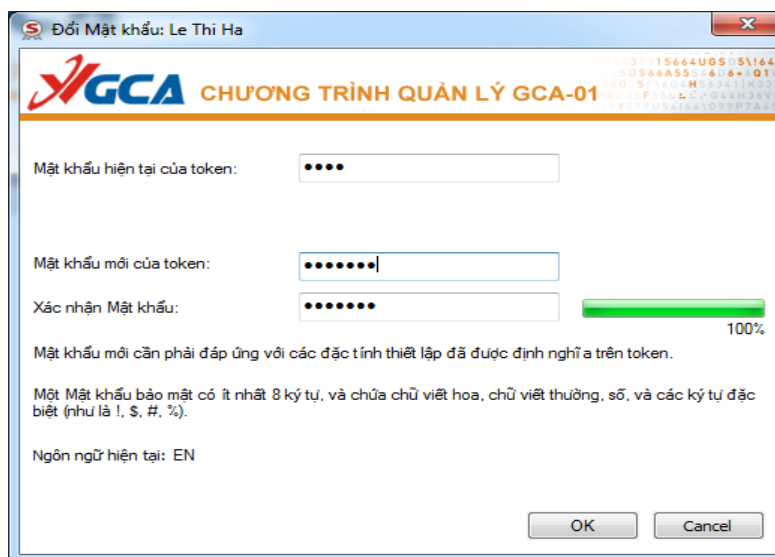 Đổi Mật khẩu: Le Thi Ha
GCA CHƯƠNG TRÌNH QUẢN LÝ GCA-01
Mật khẩu hiện tại của token: ••••
Mật khẩu mới của token: •••••••
Xác nhận Mật khẩu: •••••••
100%
Mật khẩu mới cần phải đáp ứng với các đặc tính thiết lập đã được định nghĩa trên token.
Một Mật khẩu bảo mật có ít nhất 8 ký tự, và chứa chữ viết hoa, chữ viết thường, số, và các ký tự đặc
biệt (như là !, $, #, %).
Ngôn ngữ hiện tại: EN
OK Cancel